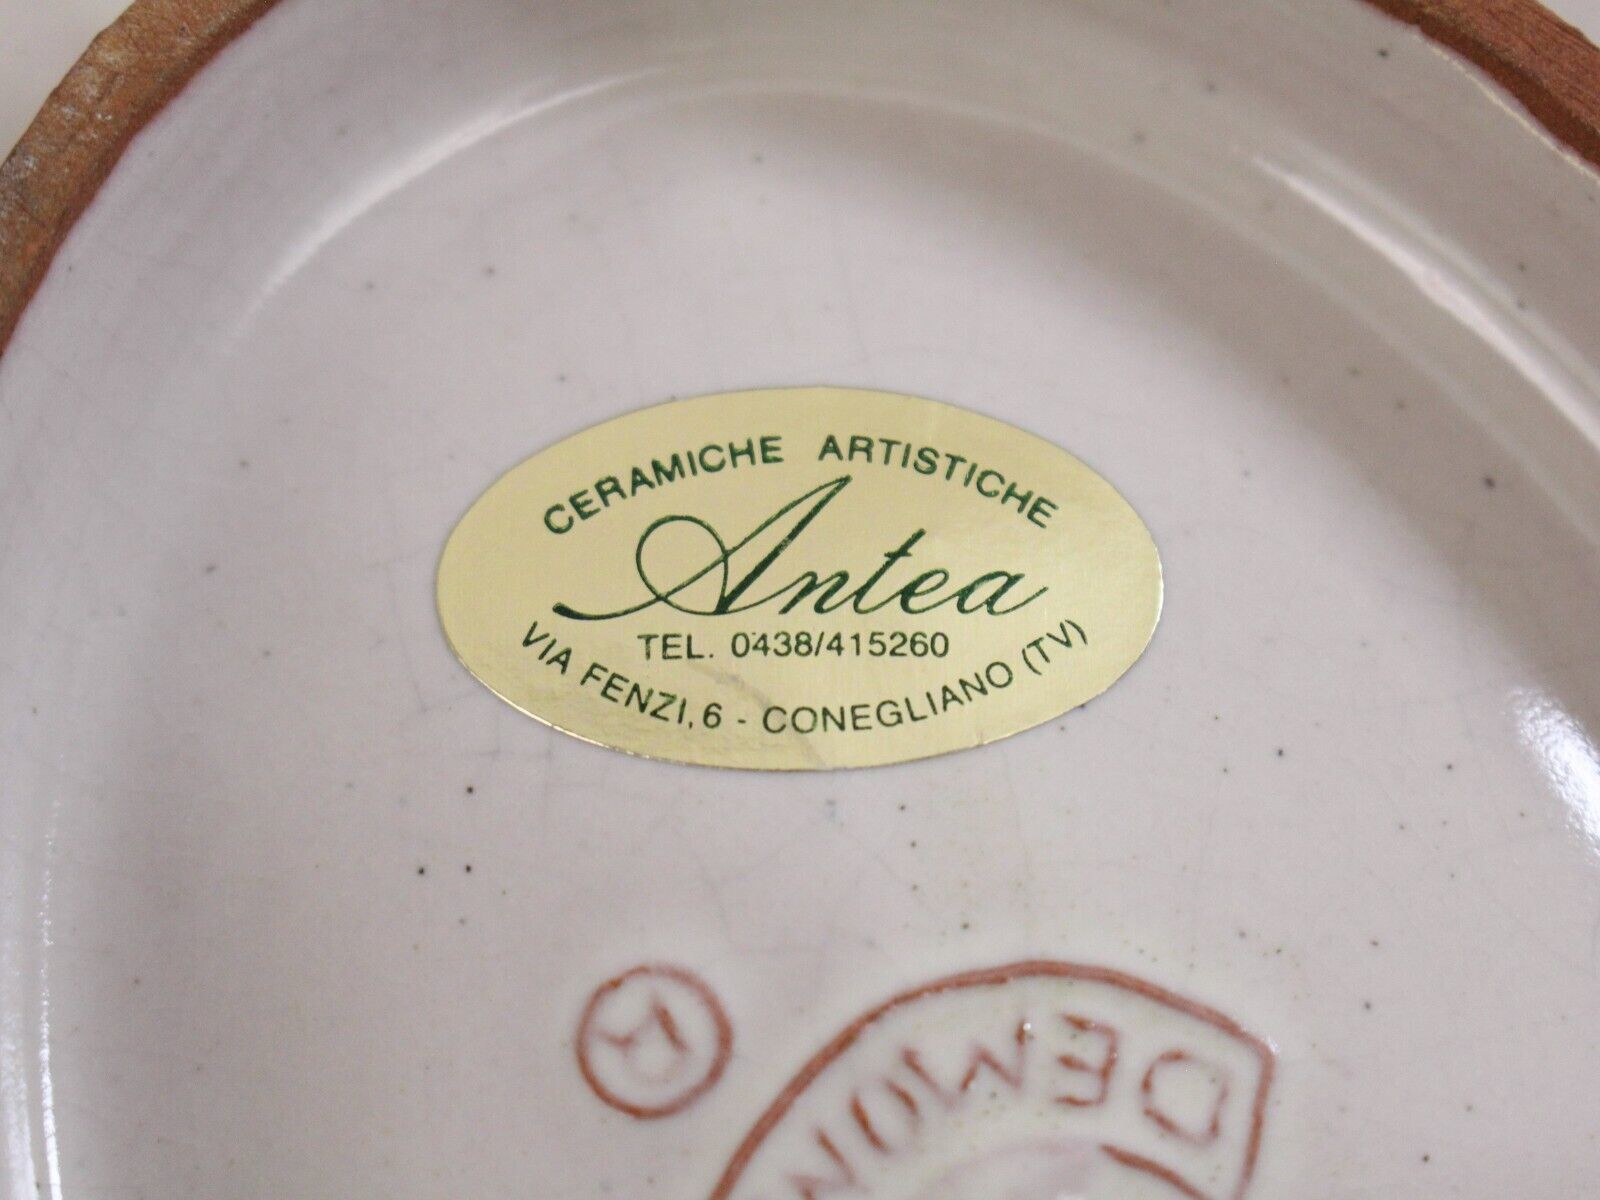 CERAMICHE ARTISTICHE
Antea
TEL. 0438/415260
VIA FENZI, 6 - CONEGLIANO (TV)